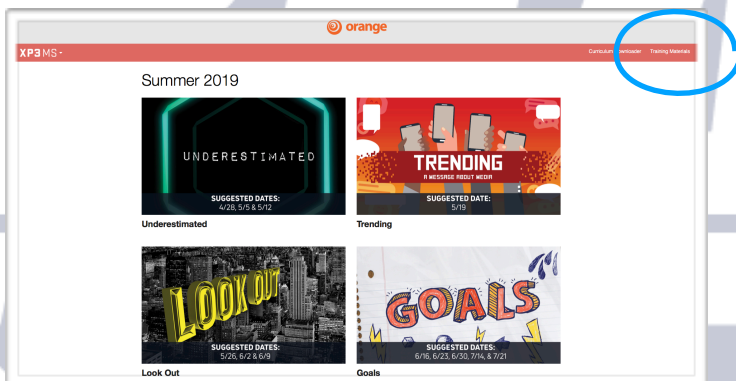 orange
XP3 MS
Curriculum Downloader Training Materials
Summer 2019
UNDERESTIMATED
SUGGESTED DATES:
4/28, 5/5 & 5/12
TRENDING
A MESSAGE ABOUT MEDIA
SUGGESTED DATE:
5/19
Underestimated
Trending
LOOK OUT
SUGGESTED DATES:
5/26, 6/2 & 6/9
GOALS
SUGGESTED DATES:
6/16, 6/23, 6/30, 7/14, & 7/21
Look Out
Goals